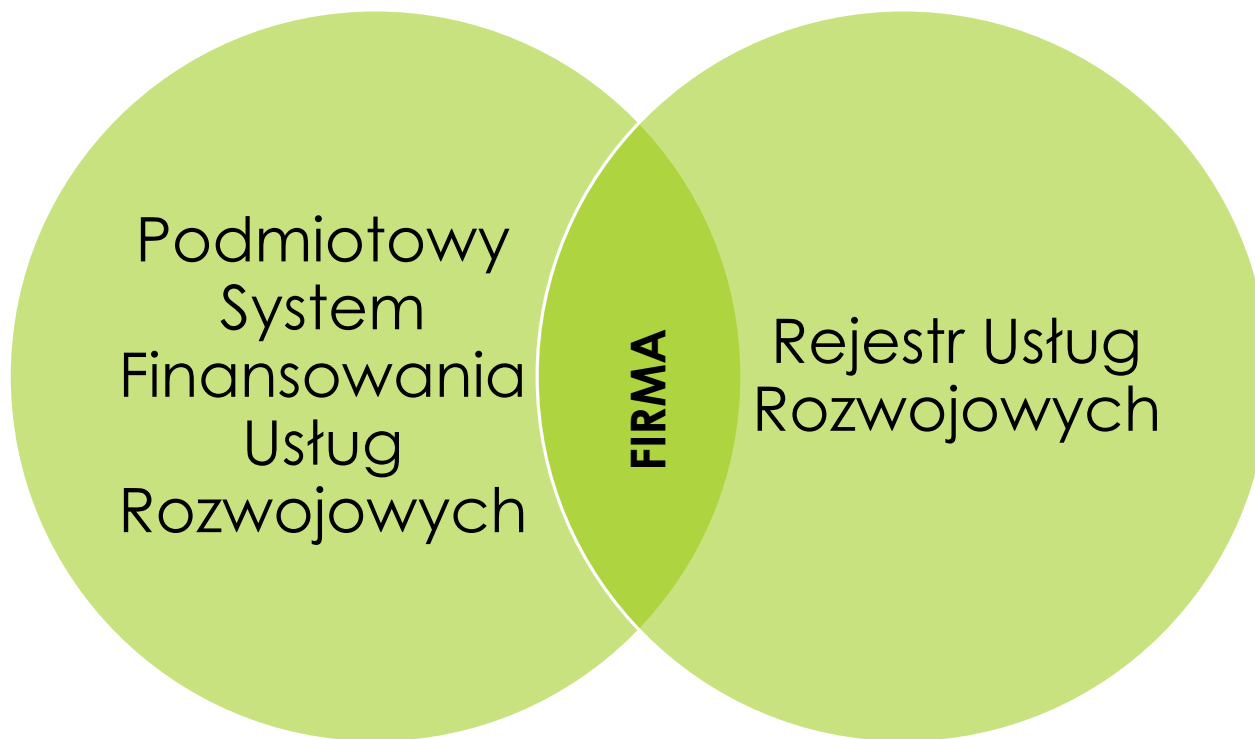 Podmiotowy
System
Finansowania
Usług
Rozwojowych
FIRMA
Rejestr Usług
Rozwojowych